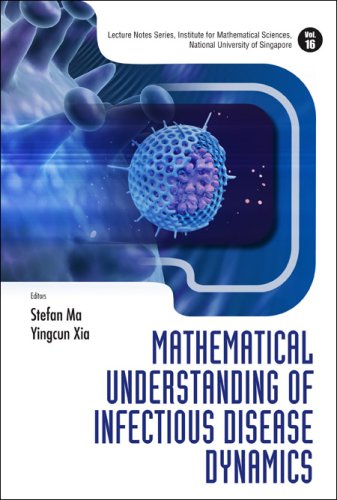 Lecture Notes Series, Institute for Mathematical Sciences,
National University of Singapore
Vol.
16
Editors
Stefan Ma
Yingcun Xia
MATHEMATICAL
UNDERSTANDING OF
INFECTIOUS DISEASE
DYNAMICS